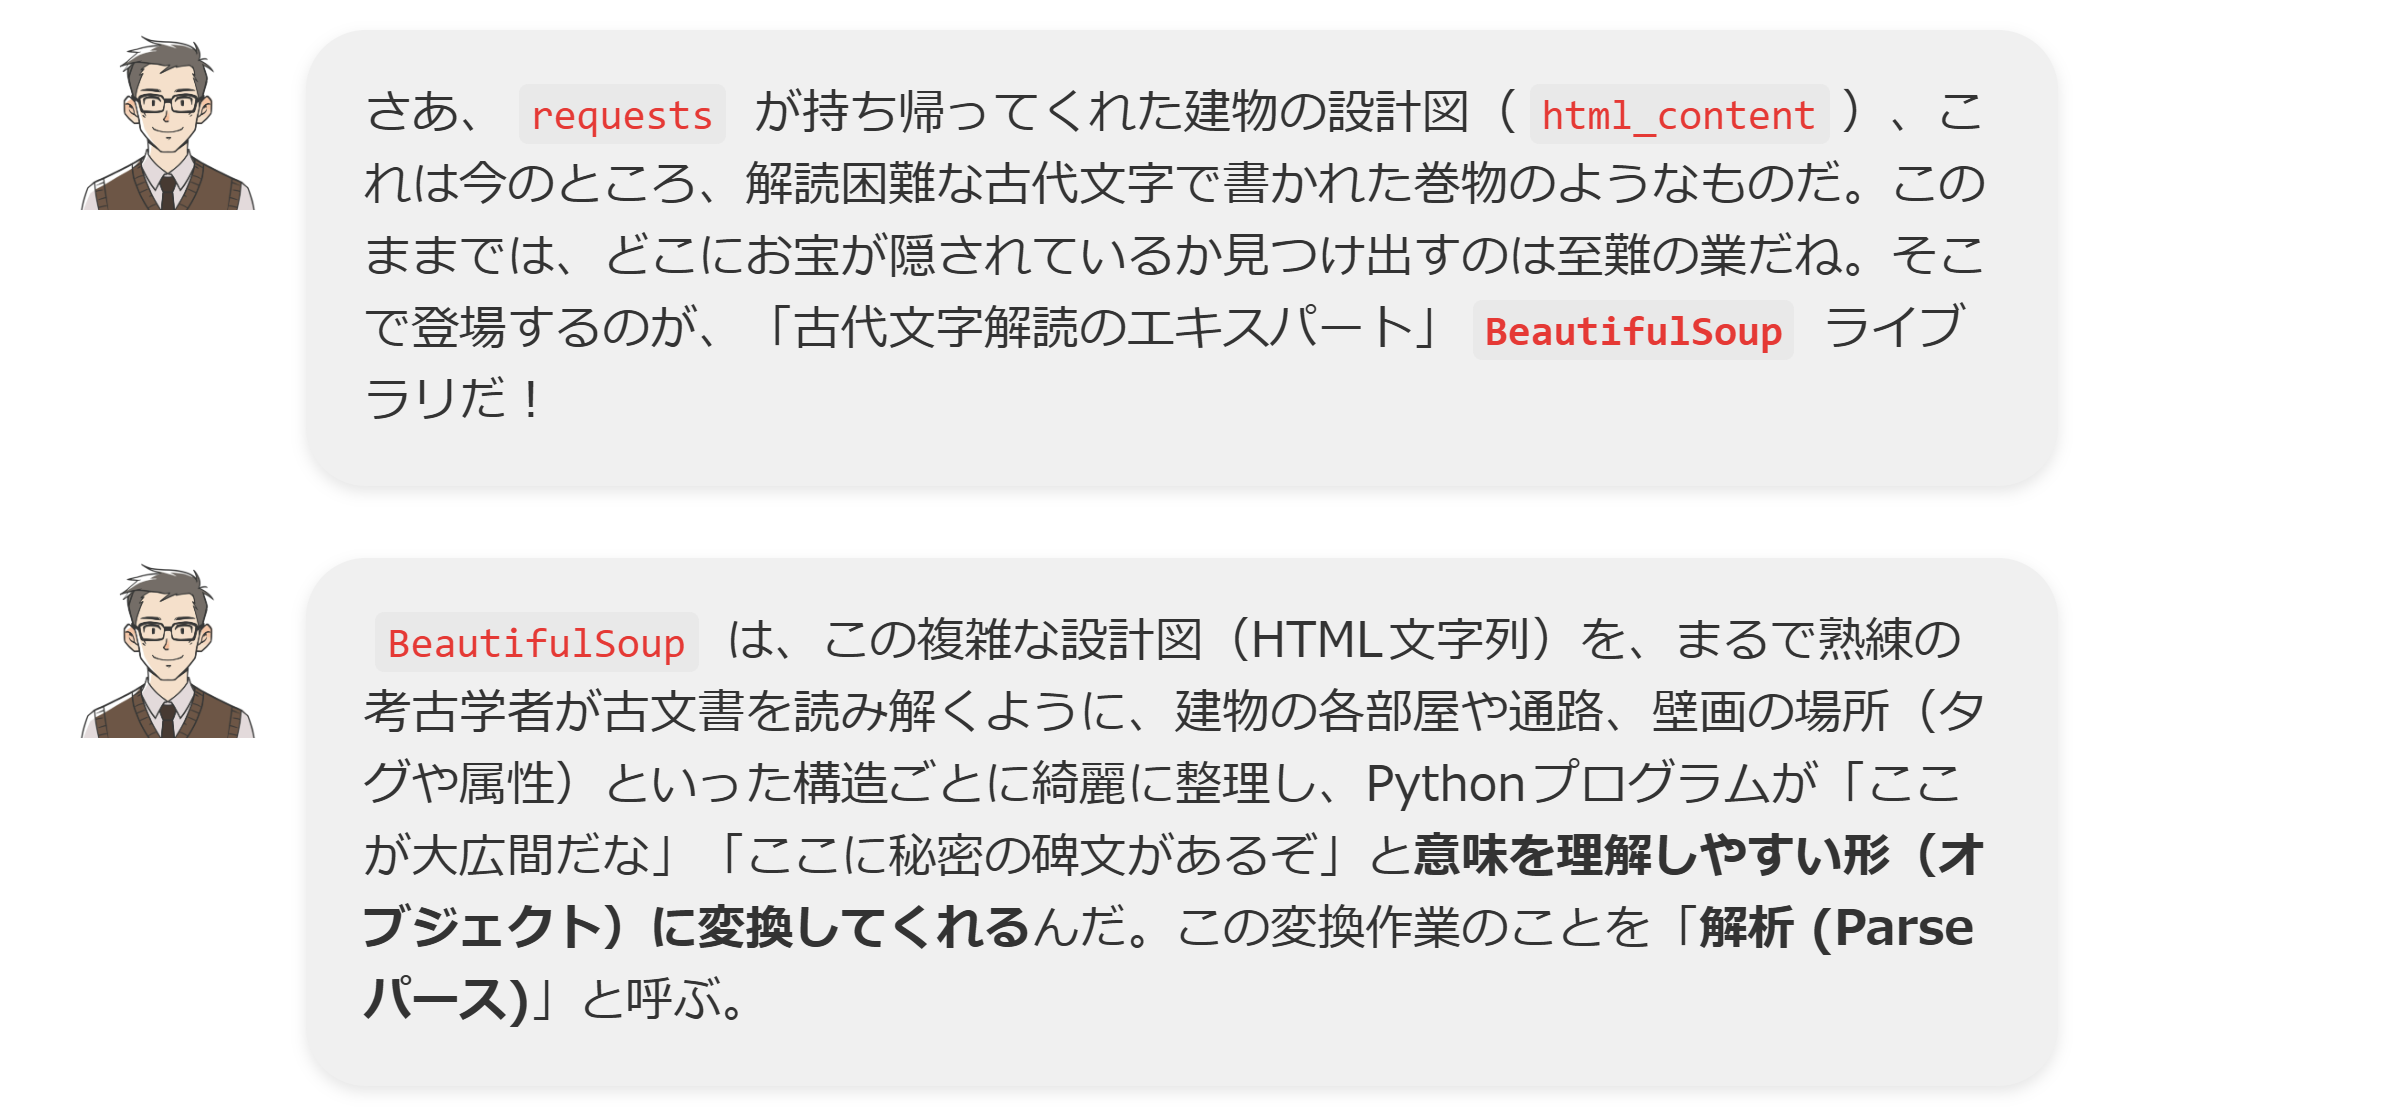 さあ、 requests が持ち帰ってくれた建物の設計図（ html_content ）、こ
れは今のところ、解読困難な古代文字で書かれた巻物のようなものだ。この
ままでは、どこにお宝が隠されているか見つけ出すのは至難の業だね。そこ
で登場するのが、「古代文字解読のエキスパート」 BeautifulSoup ライブ
ラリだ！
BeautifulSoup は、この複雑な設計図（HTML文字列）を、まるで熟練の
考古学者が古文書を読み解くように、建物の各部屋や通路、壁画の場所（タ
グや属性）といった構造ごとに綺麗に整理し、Pythonプログラムが「ここ
が大広間だな」「ここに秘密の碑文があるぞ」と意味を理解しやすい形（オ
ブジェクト）に変換してくれるんだ。この変換作業のことを「解析 (Parse
パース)」と呼ぶ。